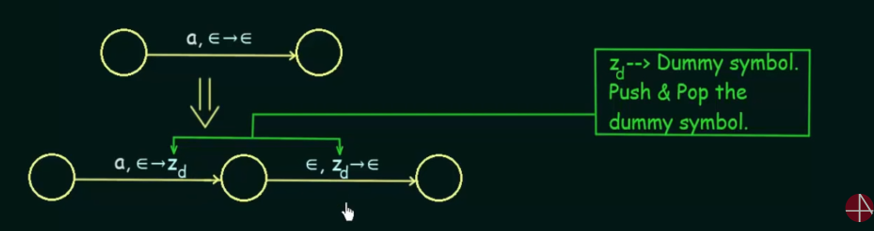 a, ∈→∈
z_d--> Dummy symbol.
Push & Pop the
dummy symbol.
a, ∈→z_d
∈, z_d→∈